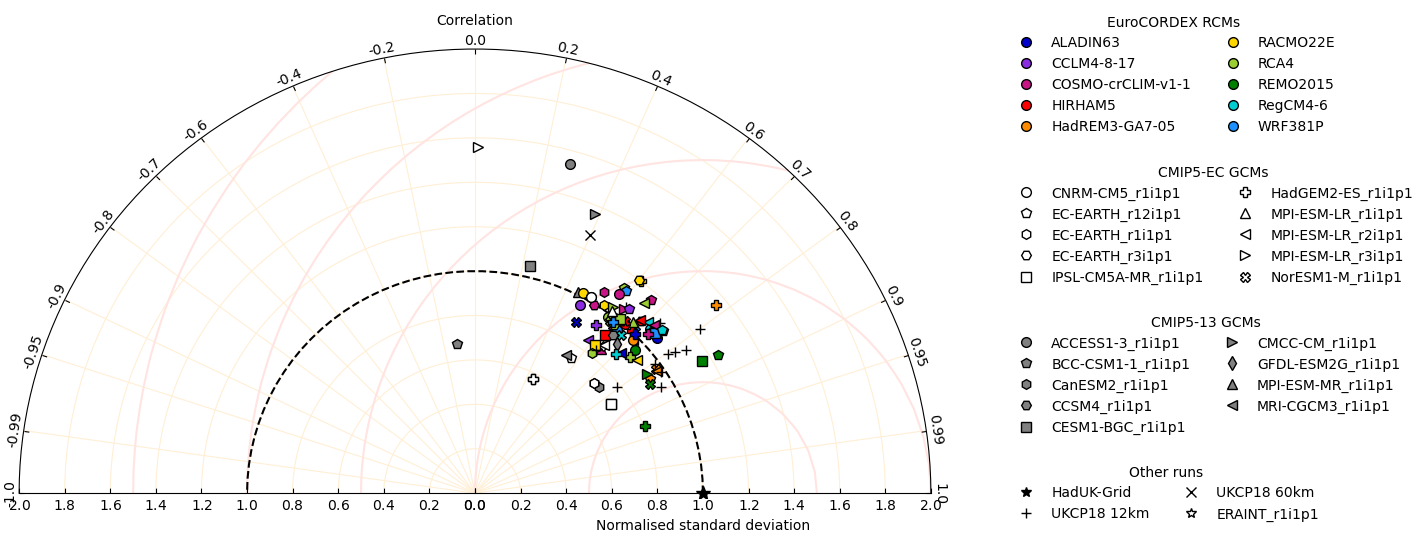 Correlation
0.0
-0.2
0.2
-0.4
0.4
-0.6
0.6
-0.7
0.7
-0.8
0.8
-0.9
0.9
-0.95
0.95
-0.99
0.99
-1.0
1.0
2.0 1.8 1.6 1.4 1.2 1.0 0.8 0.6 0.4 0.2 0.0 0.2 0.4 0.6 0.8 1.0 1.2 1.4 1.6 1.8 2.0
Normalised standard deviation
EuroCORDEX RCMs
ALADIN63
CCLM4-8-17
COSMO-crCLIM-v1-1
HIRHAM5
HadREM3-GA7-05
RACMO22E
RCA4
REMO2015
RegCM4-6
WRF381P
CMIP5-EC GCMs
CNRM-CM5_r1i1p1
EC-EARTH_r12i1p1
EC-EARTH_r1i1p1
EC-EARTH_r3i1p1
IPSL-CM5A-MR_r1i1p1
HadGEM2-ES_r1i1p1
MPI-ESM-LR_r1i1p1
MPI-ESM-LR_r2i1p1
MPI-ESM-LR_r3i1p1
NorESM1-M_r1i1p1
CMIP5-13 GCMs
ACCESS1-3_r1i1p1
BCC-CSM1-1_r1i1p1
CanESM2_r1i1p1
CCSM4_r1i1p1
CESM1-BGC_r1i1p1
CMCC-CM_r1i1p1
GFDL-ESM2G_r1i1p1
MPI-ESM-MR_r1i1p1
MRI-CGCM3_r1i1p1
Other runs
HadUK-Grid
UKCP18 12km
UKCP18 60km
ERAINT_r1i1p1